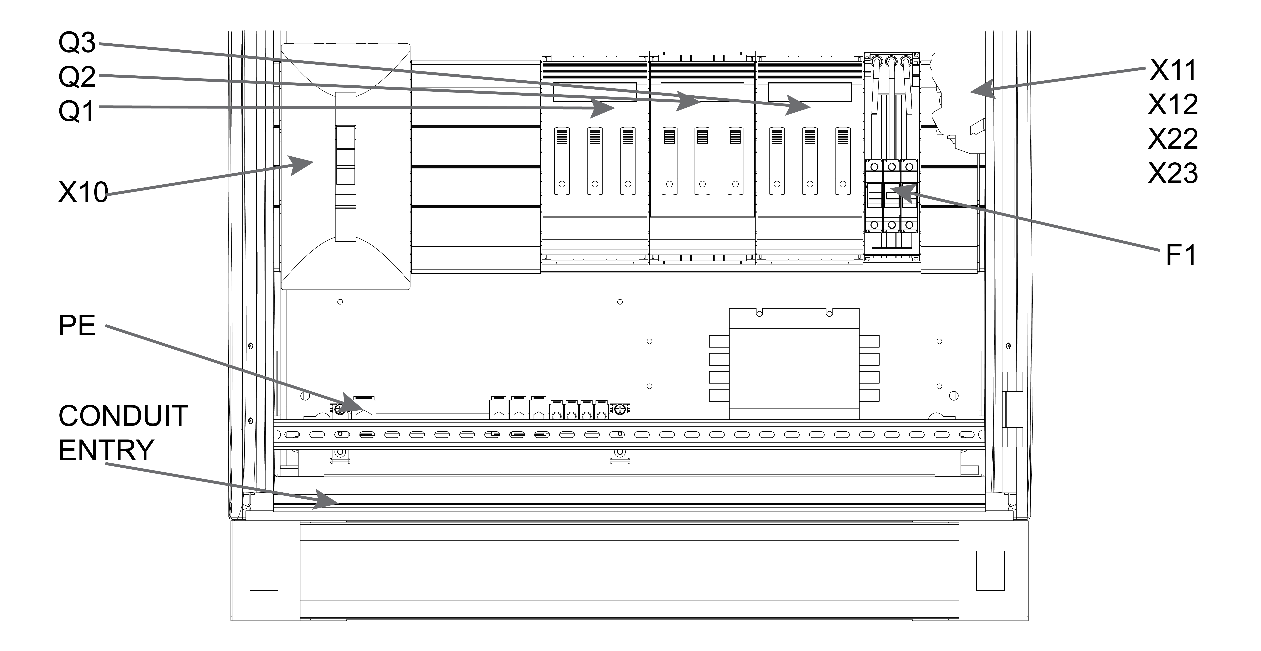 Q3
Q2
Q1
X10
PE
CONDUIT
ENTRY
X11
X12
X22
X23
F1